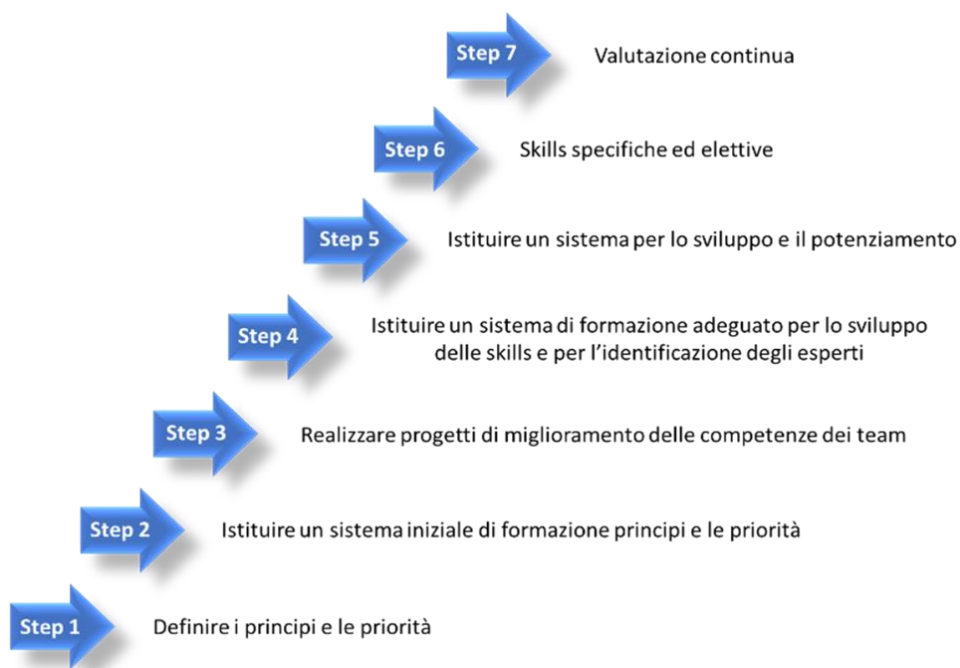 Step 7 Valutazione continua
Step 6 Skills specifiche ed elettive
Step 5 Istituire un sistema per lo sviluppo e il potenziamento
Step 4 Istituire un sistema di formazione adeguato per lo sviluppo
delle skills e per l'identificazione degli esperti
Step 3 Realizzare progetti di miglioramento delle competenze dei team
Step 2 Istituire un sistema iniziale di formazione principi e le priorità
Step 1 Definire i principi e le priorità